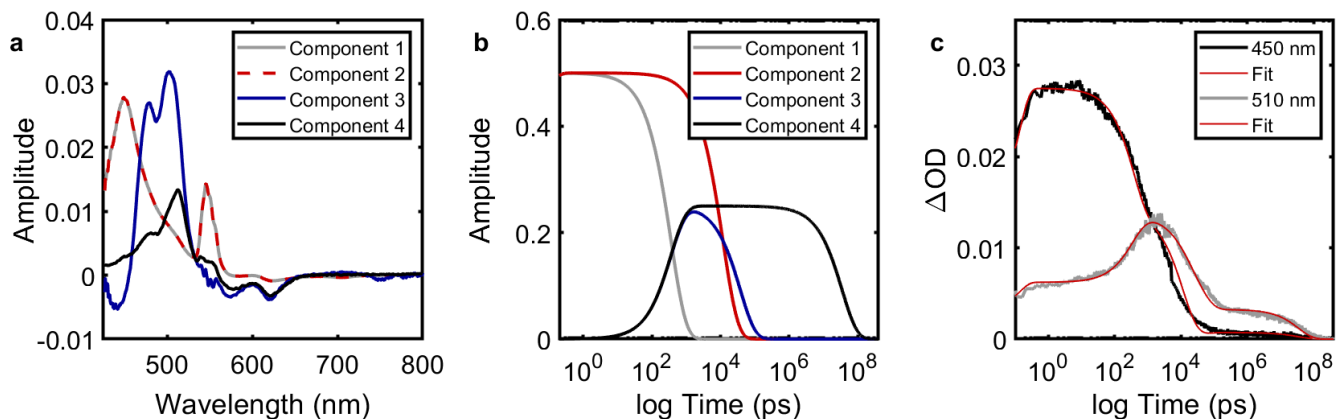 a
Amplitude
0.04
0.03
0.02
0.01
0
-0.01
500 600 700 800
Wavelength (nm)
Component 1
Component 2
Component 3
Component 4
b
Amplitude
0.6
0.4
0.2
0
10^0 10^2 10^4 10^6 10^8
log Time (ps)
Component 1
Component 2
Component 3
Component 4
c
ΔOD
0.03
0.02
0.01
0
10^0 10^2 10^4 10^6 10^8
log Time (ps)
450 nm
Fit
510 nm
Fit